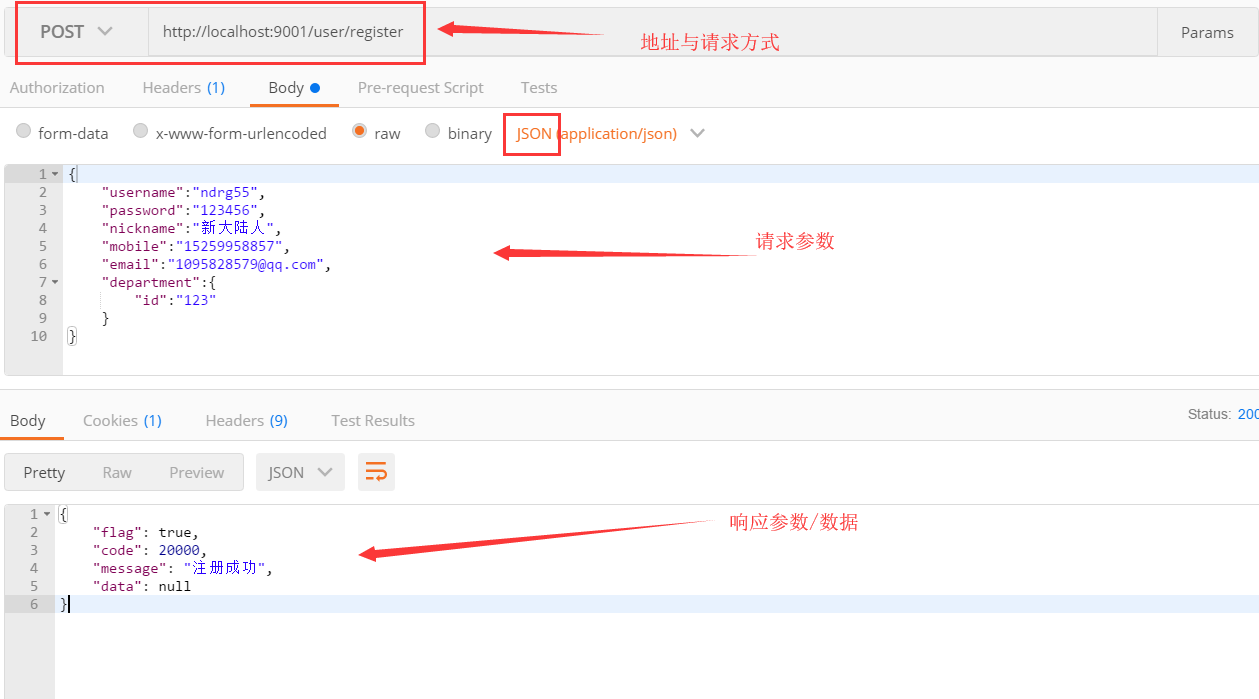 POST http://localhost:9001/user/register Params
地址与请求方式
Authorization Headers (1) Body Pre-request Script Tests
form-data x-www-form-urlencoded raw binary JSON (application/json)
1 {
2 "username":"ndrg55",
3 "password":"123456",
4 "nickname":"新大陆人",
5 "mobile":"15259958857",
6 "email":"1095828579@qq.com",
7 "department":{
8 "id":"123"
9 }
10 }
请求参数
Body Cookies (1) Headers (9) Test Results Status: 200
Pretty Raw Preview JSON
1 {
2 "flag": true,
3 "code": 20000,
4 "message": "注册成功",
5 "data": null
6 }
响应参数/数据